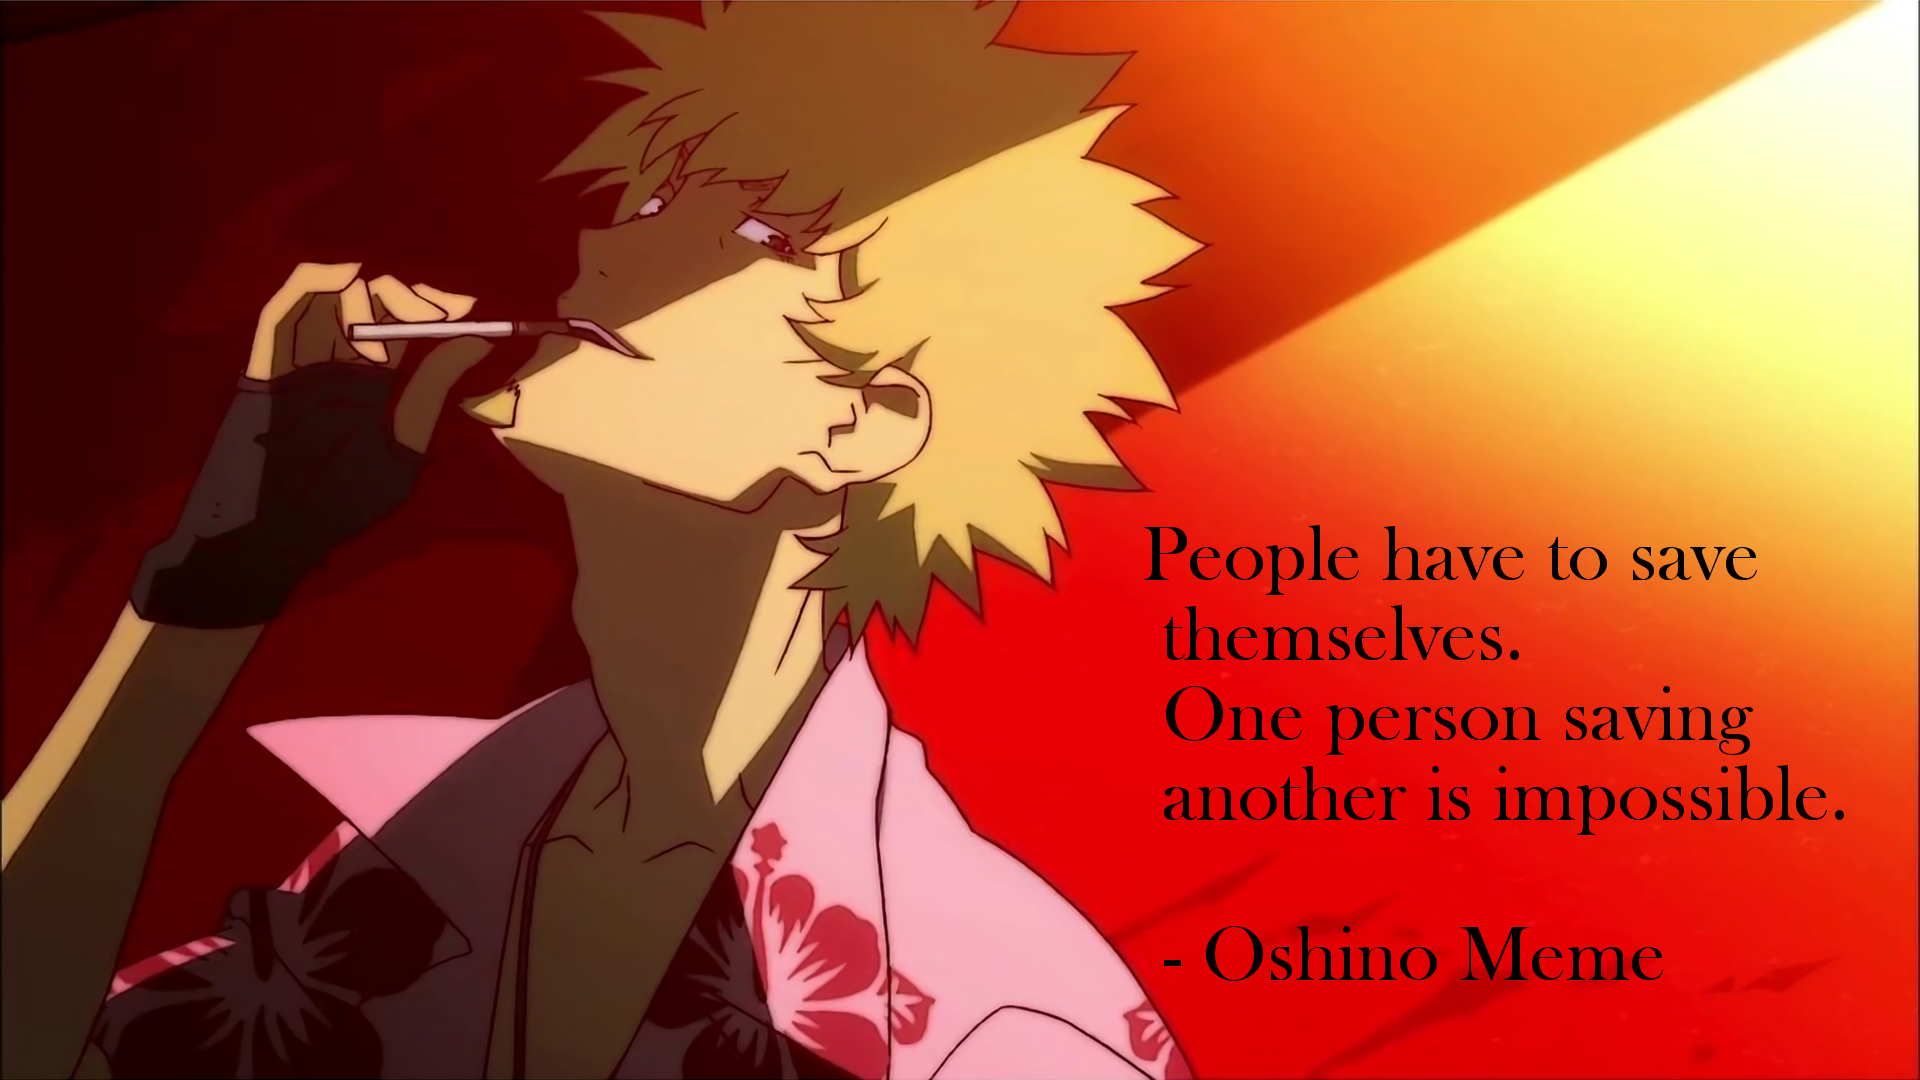 People have to save
themselves.
One person saving
another is impossible.
- Oshino Meme